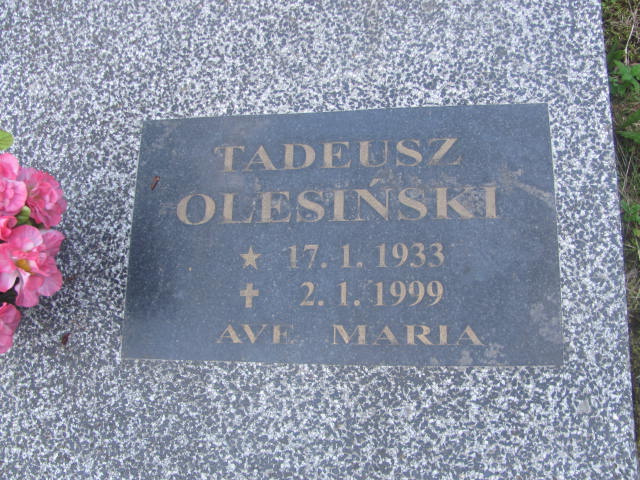 TADEUSZ
OLESIŃSKI
★ 17. 1. 1933
✝ 2. 1. 1999
AVE MARIA